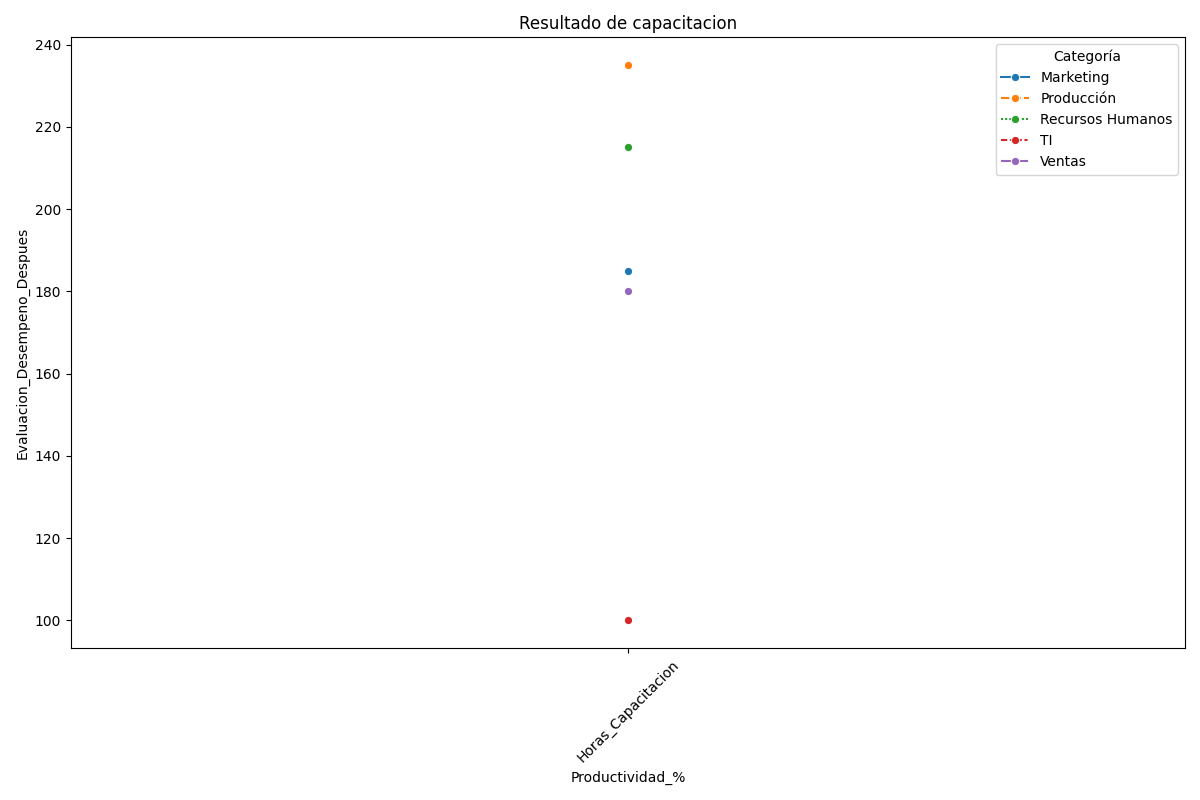 Resultado de capacitacion
240
220
200
180
160
140
120
100
Evaluacion_Desempeno_Despues
Categoría
Marketing
Producción
Recursos Humanos
TI
Ventas
Horas_Capacitacion
Productividad_%